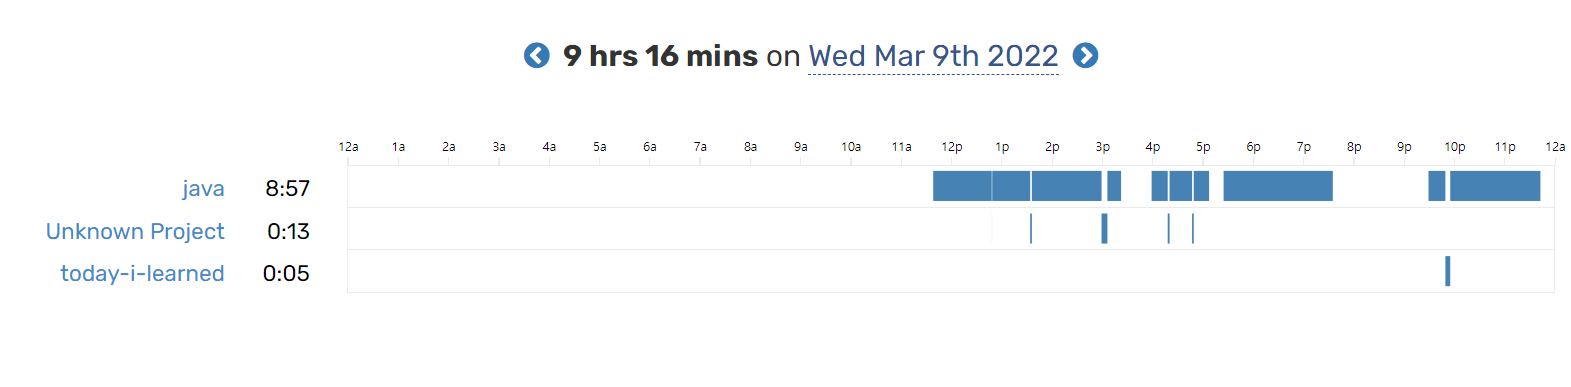 9 hrs 16 mins on Wed Mar 9th 2022
12a 1a 2a 3a 4a 5a 6a 7a 8a 9a 10a 11a 12p 1p 2p 3p 4p 5p 6p 7p 8p 9p 10p 11p 12a
java 8:57
Unknown Project 0:13
today-i-learned 0:05